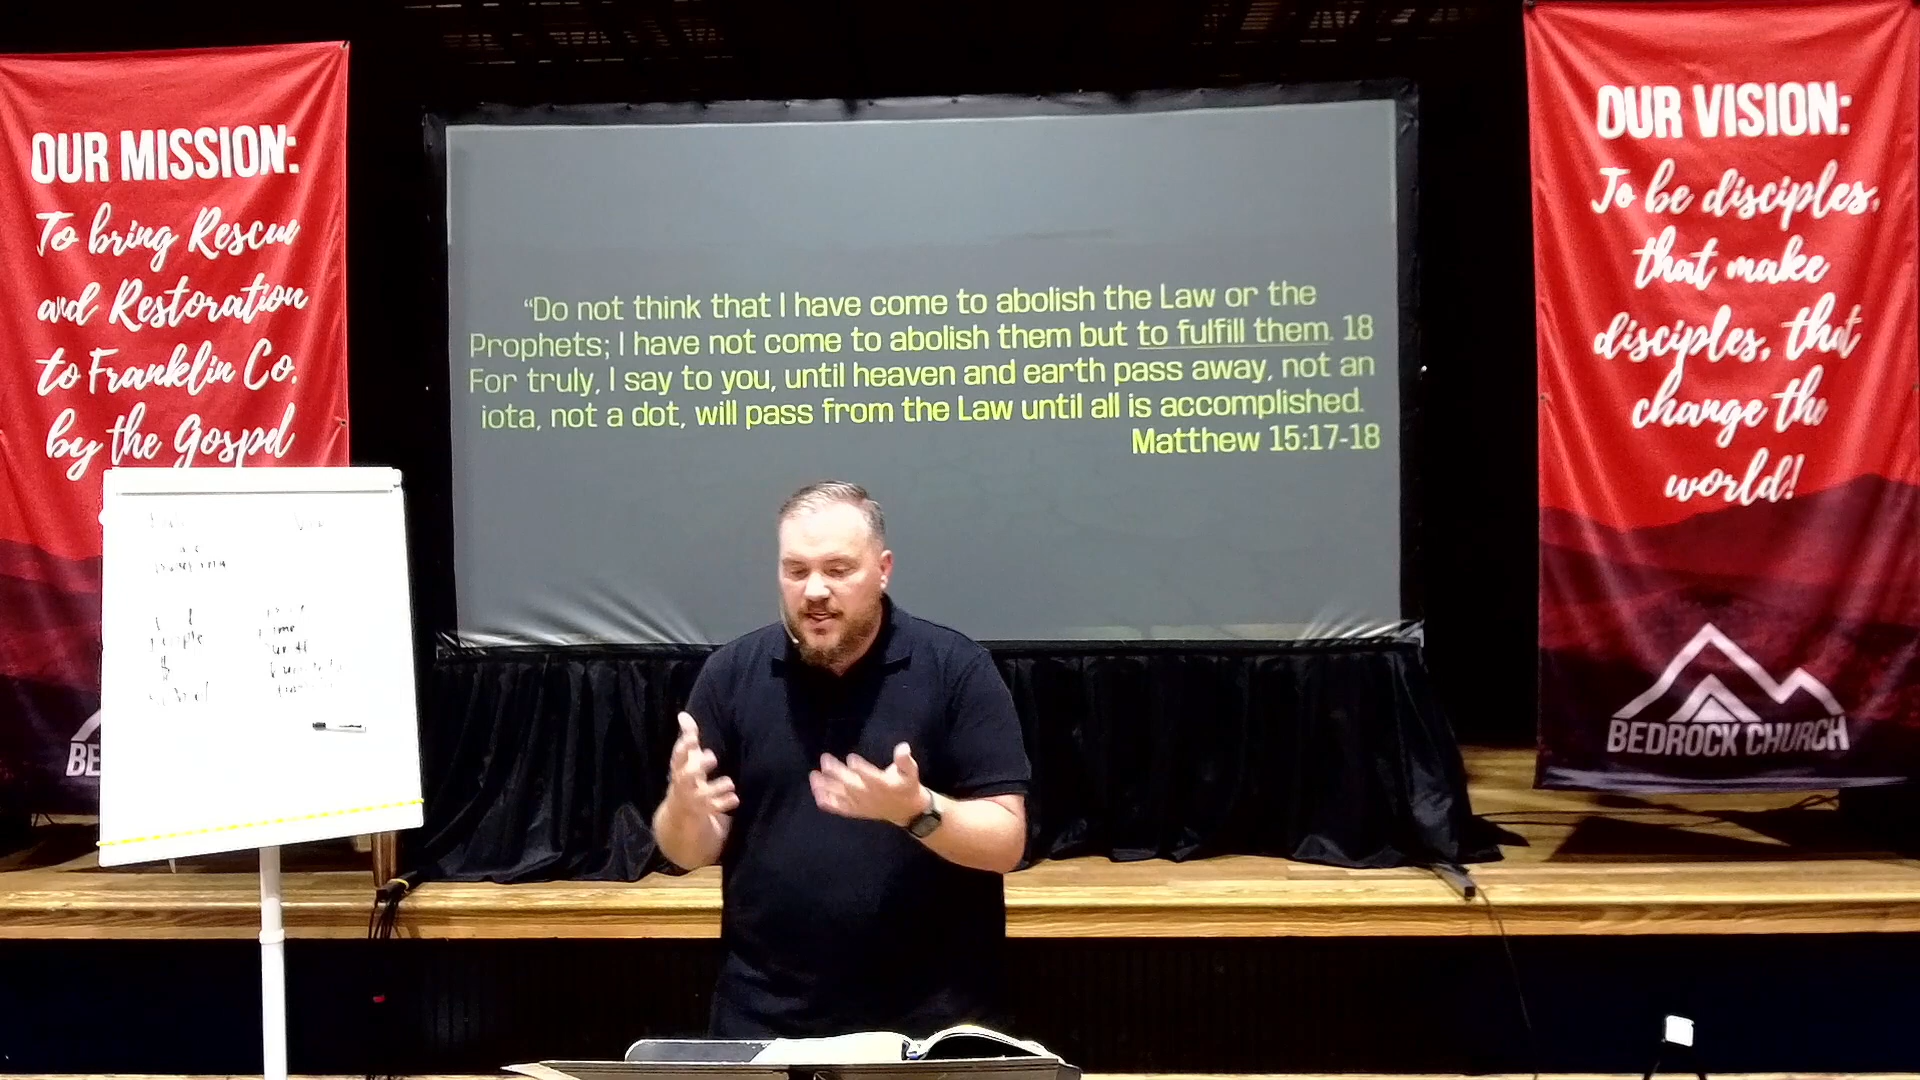 OUR MISSION:
To bring Rescue
and Restoration
to Franklin Co.
by the Gospel
BE
“Do not think that I have come to abolish the Law or the
Prophets; I have not come to abolish them but to fulfill them. 18
For truly, I say to you, until heaven and earth pass away, not an
iota, not a dot, will pass from the Law until all is accomplished.
Matthew 15:17-18
people
$
OUR VISION:
To be disciples,
that make
disciples, that
change the
world!
BEDROCK CHURCH